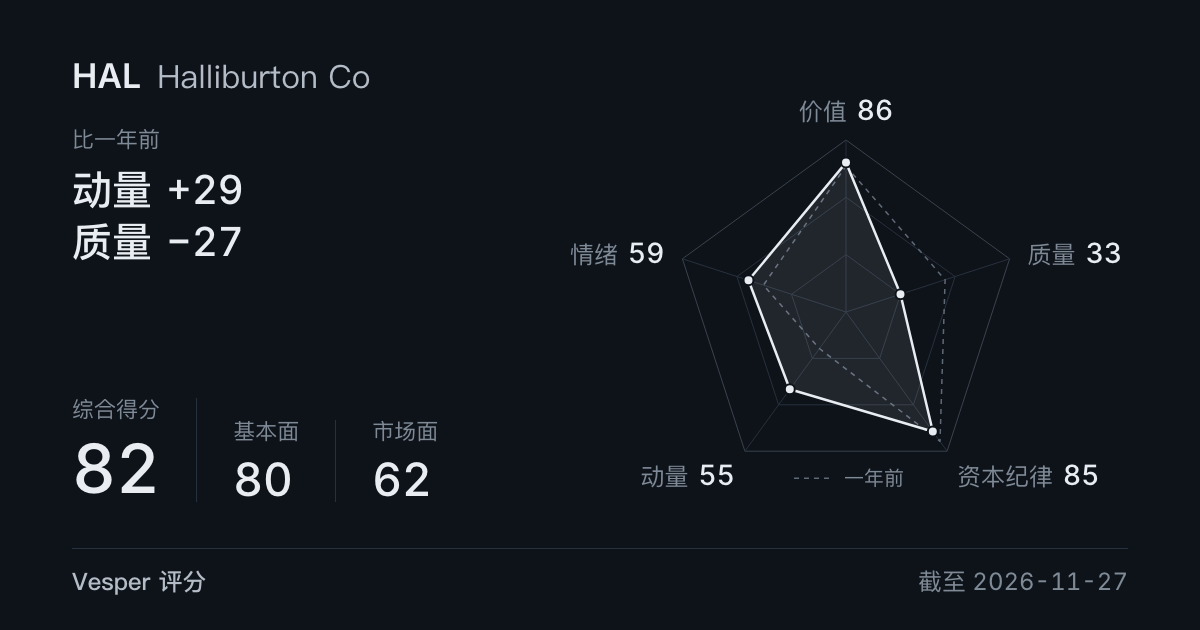 HAL Halliburton Co
比一年前
动量 +29
质量 −27
价值 86
情绪 59
质量 33
动量 55
---- 一年前
资本纪律 85
综合得分
82
基本面
80
市场面
62
Vesper 评分
截至 2026-11-27